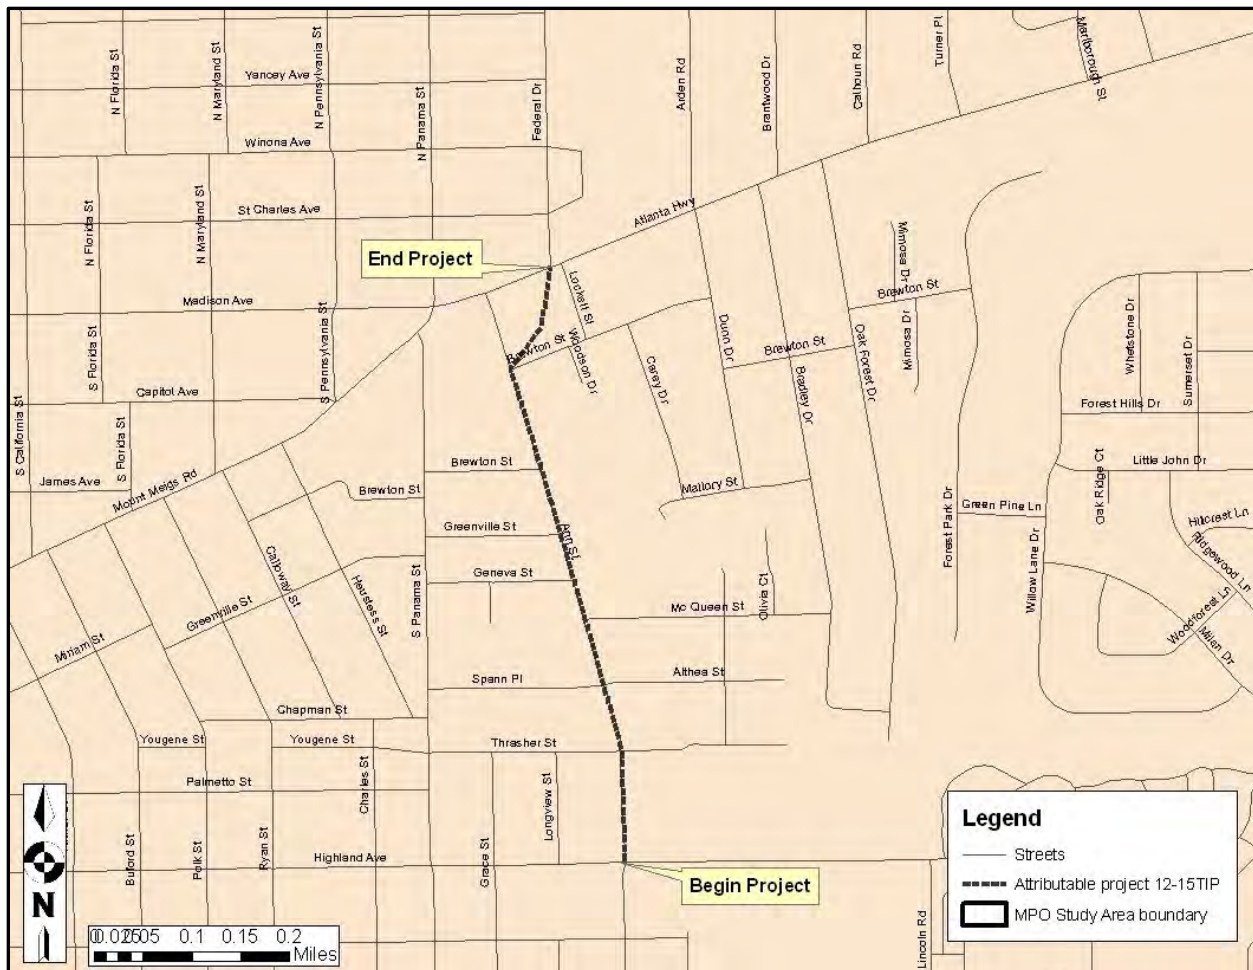 N Florida St
N Maryland St
N Pennsylvania St
N Panama St
Federal Dr
Arden Rd
Brantwood Dr
Calhoun Rd
Turner Pl
Marlborough St
Yancey Ave
Winona Ave
St Charles Ave
N Florida St
N Maryland St
Atlanta Hwy
End Project
Madison Ave
Lockett St
Woodson Dr
Brewton St
Mimosa Dr
Brewton St
Mimosa Dr
Oak Forest Dr
Dunn Dr
Brewton St
Bradley Dr
Carey Dr
Whetstone Dr
Somerset Dr
S Florida St
S Pennsylvania St
Capitol Ave
S California St
S Florida St
James Ave
Mount Meigs Rd
Forest Hills Dr
Little John Dr
Oak Ridge Ct
Brewton St
Brewton St
Mallory St
Greenville St
Ann St
Forest Park Dr
Green Pine Ln
Hillcrest Ln
Ridgewood Ln
Willow Lane Dr
Woodforest Ln
Milan Dr
Geneva St
Calloway St
Heustess St
Greenville St
S Panama St
Olivia Ct
Mc Queen St
Miriam St
Spann Pl
Althea St
Chapman St
Yougene St
Yougene St
Thrasher St
Palmetto St
Charles St
Longview St
Buford St
Polk St
Ryan St
Highland Ave
Grace St
Begin Project
Lincoln Rd
N
0 0.025 0.05 0.1 0.15 0.2
Miles
Legend
Streets
Attributable project 12-15TIP
MPO Study Area boundary